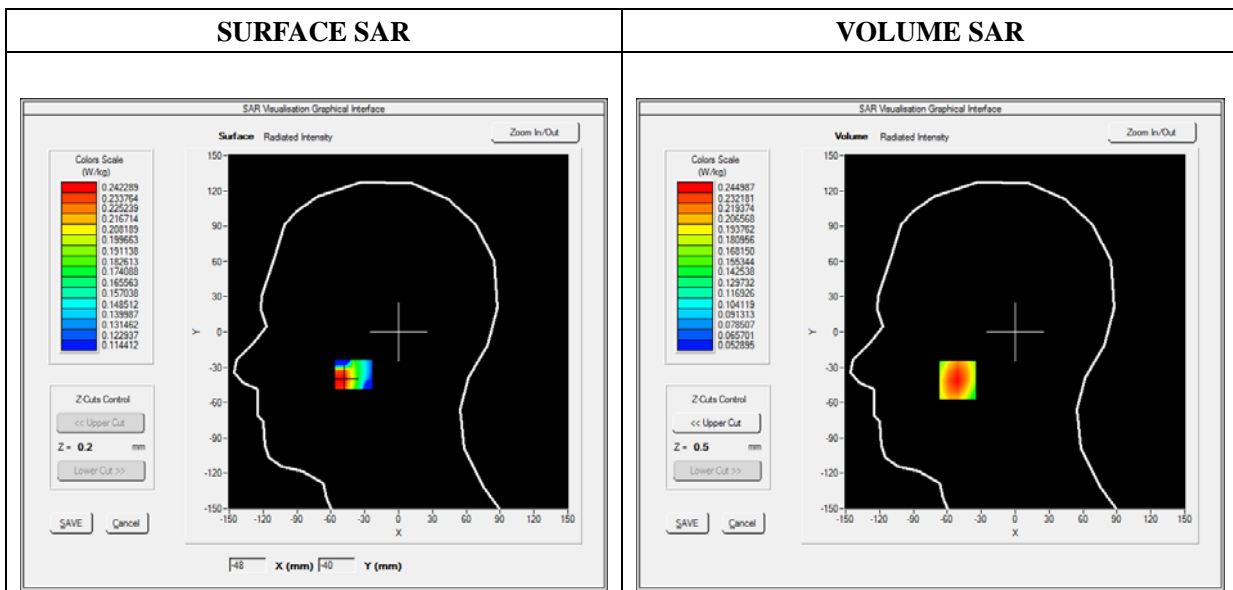 SURFACE SAR
VOLUME SAR
SAR Visualisation Graphical Interface
Surface Radiated Intensity
Zoom In/Out
Colors Scale
(W/kg)
0.242289
0.233764
0.225239
0.216714
0.208189
0.199663
0.191138
0.182613
0.174088
0.165563
0.157038
0.148512
0.139987
0.131462
0.122937
0.114412
Z-Cuts Control
<< Upper Cut
Z = 0.2 mm
Lower Cut >>
SAVE Cancel
150
120
90
60
30
Y 0
-30
-60
-90
-120
-150
-150 -120 -90 -60 -30 0 30 60 90 120 150
X
-48 X (mm) -40 Y (mm)
SAR Visualisation Graphical Interface
Volume Radiated Intensity
Zoom In/Out
Colors Scale
(W/kg)
0.244987
0.232181
0.219374
0.206568
0.193762
0.180956
0.168150
0.155344
0.142538
0.129732
0.116926
0.104119
0.091313
0.078507
0.065701
0.052895
Z-Cuts Control
<< Upper Cut
Z = 0.5 mm
Lower Cut >>
SAVE Cancel
150
120
90
60
30
Y 0
-30
-60
-90
-120
-150
-150 -120 -90 -60 -30 0 30 60 90 120 150
X